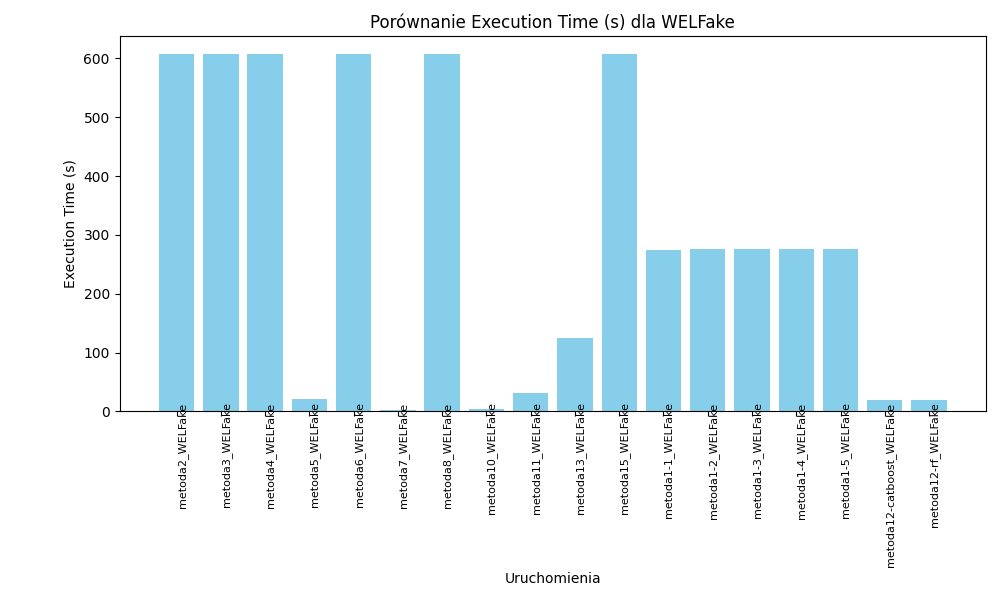 Porównanie Execution Time (s) dla WELFake
Execution Time (s)
600
500
400
300
200
100
0
metoda2_WELFake
metoda3_WELFake
metoda4_WELFake
metoda5_WELFake
metoda6_WELFake
metoda7_WELFake
metoda8_WELFake
metoda10_WELFake
metoda11_WELFake
metoda13_WELFake
metoda15_WELFake
metoda1-1_WELFake
metoda1-2_WELFake
metoda1-3_WELFake
metoda1-4_WELFake
metoda1-5_WELFake
metoda12-catboost_WELFake
metoda12-rf_WELFake
Uruchomienia